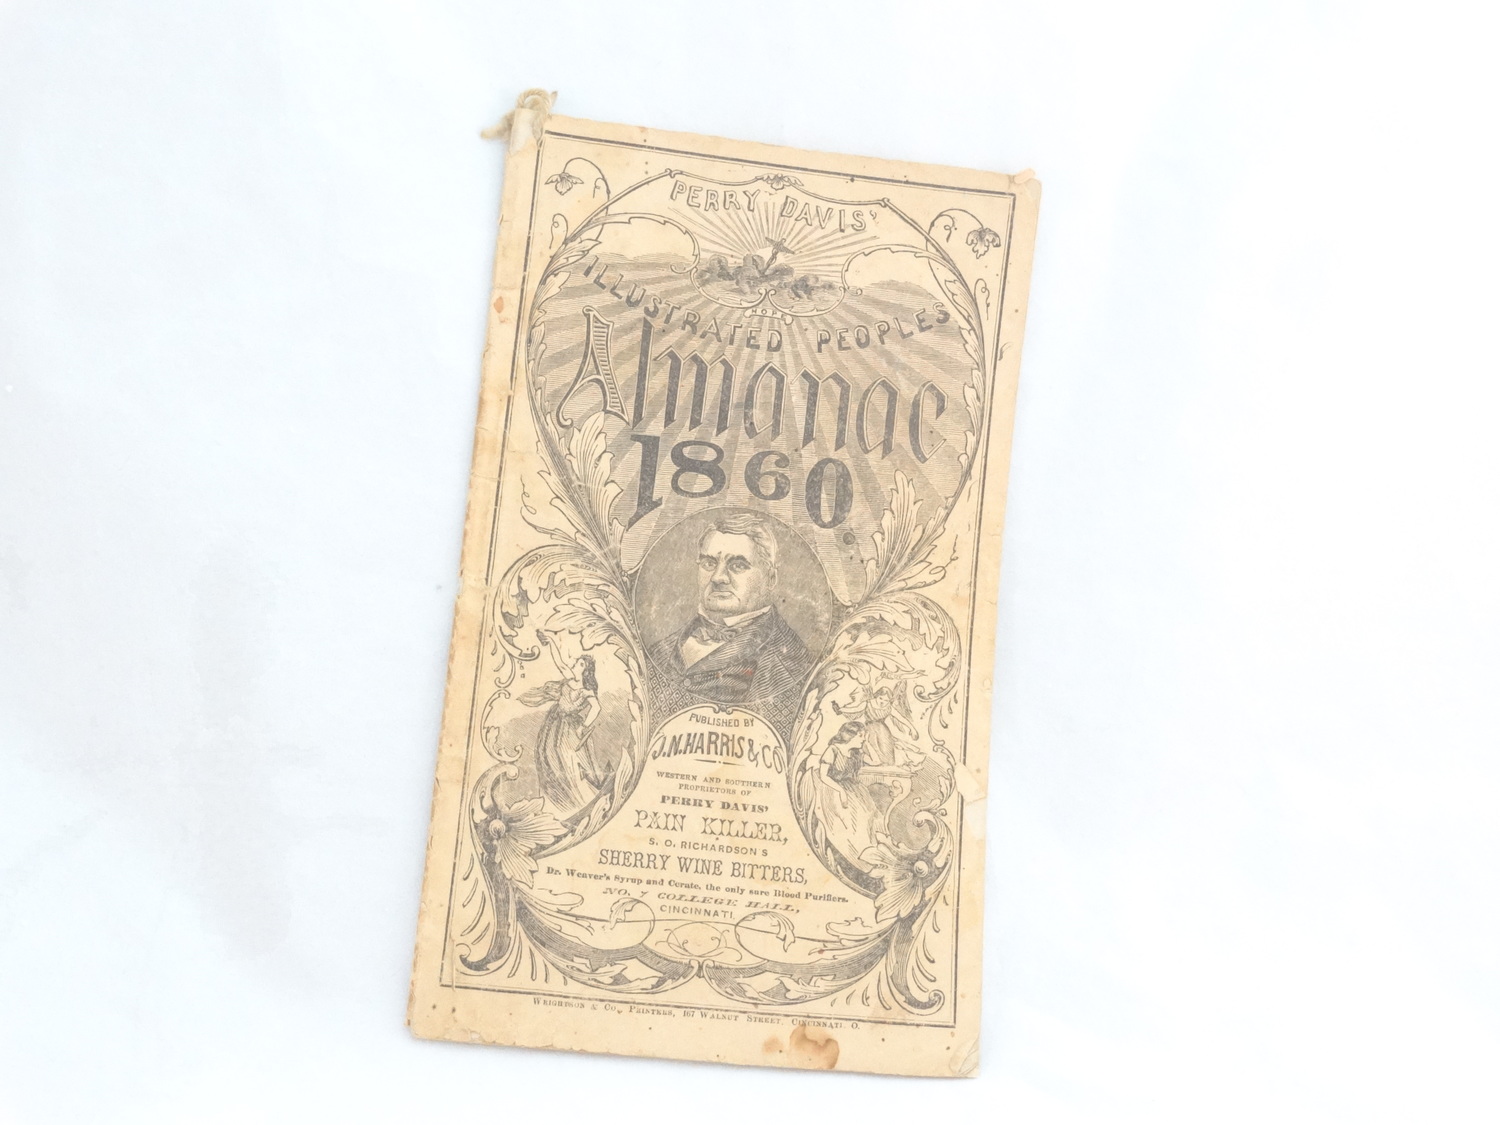 PERRY DAVIS'
HOPE
ILLUSTRATED PEOPLES
Almanac
1860
PUBLISHED BY
J.N.HARRIS & CO
WESTERN AND SOUTHERN
PROPRIETORS OF
PERRY DAVIS'
PAIN KILLER,
S. O. RICHARDSON'S
SHERRY WINE BITTERS,
Dr. Weaver's Syrup and Cerate, the only sure Blood Purifiers.
NO. 7 COLLEGE HALL,
CINCINNATI.
WRIGHTSON & CO., PRINTERS, 167 WALNUT STREET, CINCINNATI. O.